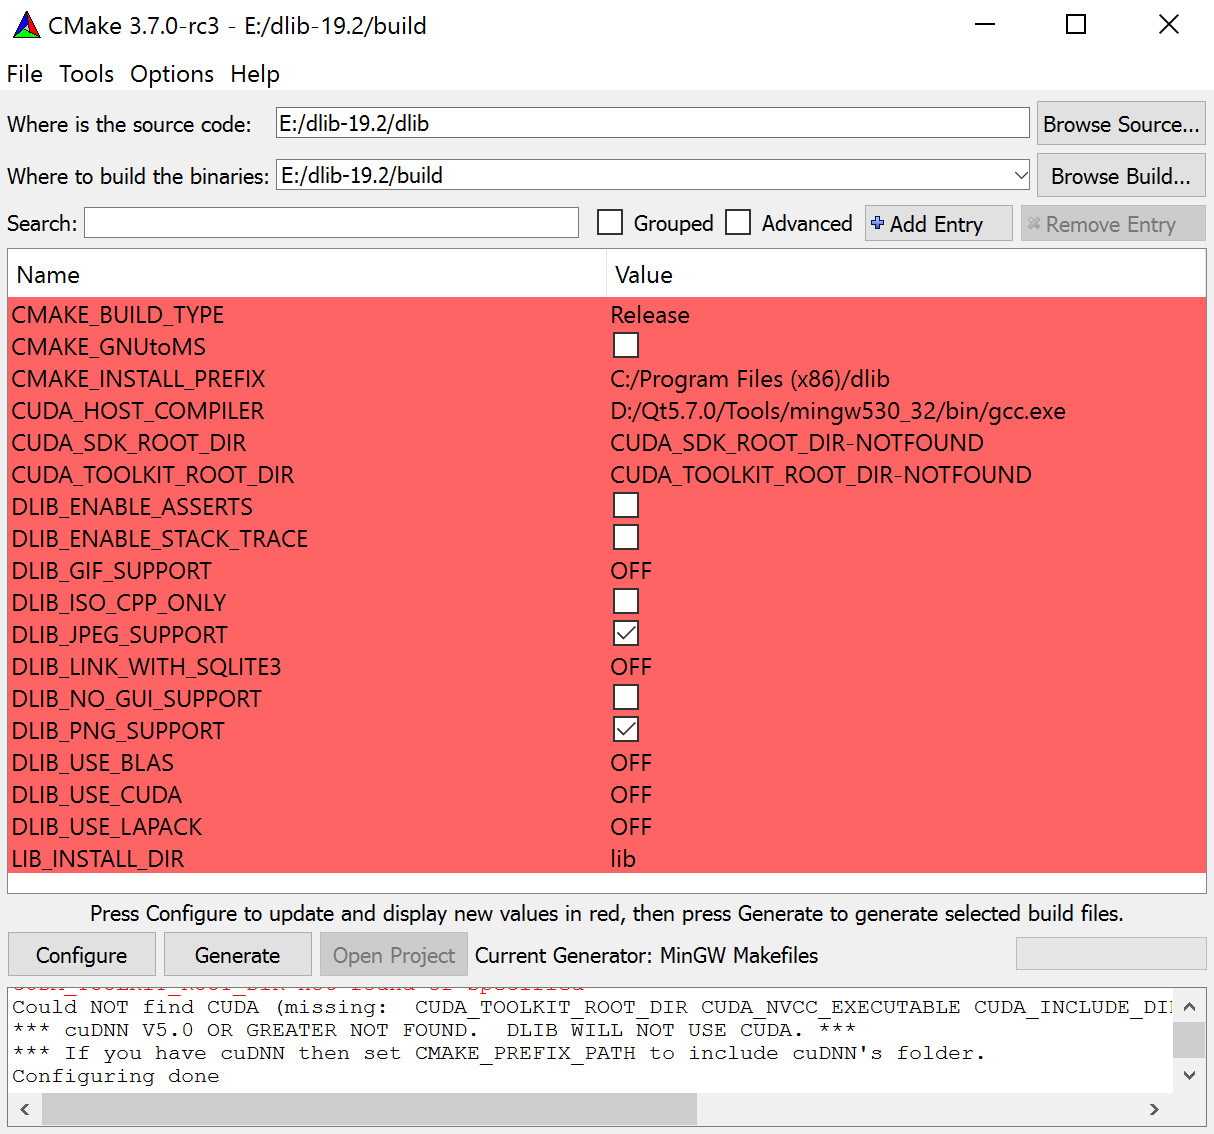 CMake 3.7.0-rc3 - E:/dlib-19.2/build
File Tools Options Help
Where is the source code: E:/dlib-19.2/dlib Browse Source...
Where to build the binaries: E:/dlib-19.2/build Browse Build...
Search: Grouped Advanced Add Entry Remove Entry
Name Value
CMAKE_BUILD_TYPE Release
CMAKE_GNUtoMS
CMAKE_INSTALL_PREFIX C:/Program Files (x86)/dlib
CUDA_HOST_COMPILER D:/Qt5.7.0/Tools/mingw530_32/bin/gcc.exe
CUDA_SDK_ROOT_DIR CUDA_SDK_ROOT_DIR-NOTFOUND
CUDA_TOOLKIT_ROOT_DIR CUDA_TOOLKIT_ROOT_DIR-NOTFOUND
DLIB_ENABLE_ASSERTS
DLIB_ENABLE_STACK_TRACE
DLIB_GIF_SUPPORT OFF
DLIB_ISO_CPP_ONLY
DLIB_JPEG_SUPPORT
DLIB_LINK_WITH_SQLITE3 OFF
DLIB_NO_GUI_SUPPORT
DLIB_PNG_SUPPORT
DLIB_USE_BLAS OFF
DLIB_USE_CUDA OFF
DLIB_USE_LAPACK OFF
LIB_INSTALL_DIR lib
Press Configure to update and display new values in red, then press Generate to generate selected build files.
Configure Generate Open Project Current Generator: MinGW Makefiles
CUDA_TOOLKIT_ROOT_DIR not found or specified
Could NOT find CUDA (missing: CUDA_TOOLKIT_ROOT_DIR CUDA_NVCC_EXECUTABLE CUDA_INCLUDE_DI
*** cuDNN V5.0 OR GREATER NOT FOUND. DLIB WILL NOT USE CUDA. ***
*** If you have cuDNN then set CMAKE_PREFIX_PATH to include cuDNN's folder.
Configuring done